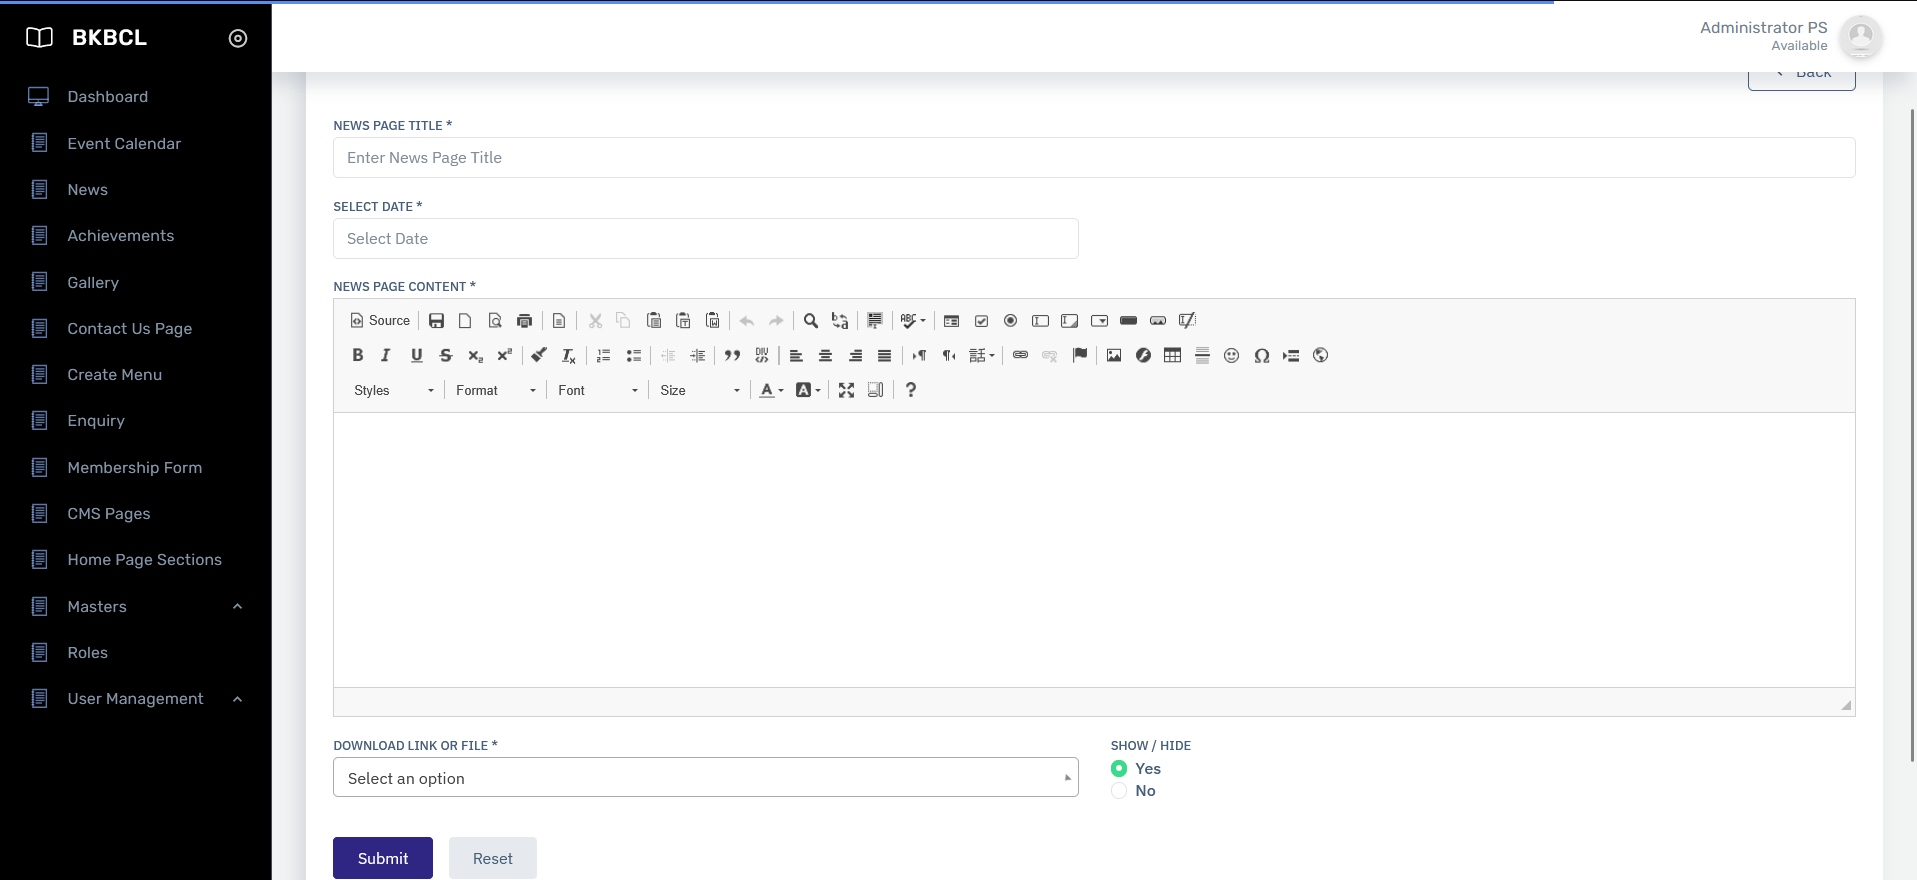 BKBCL
Administrator PS
Available
Dashboard
Event Calendar
News
Achievements
Gallery
Contact Us Page
Create Menu
Enquiry
Membership Form
CMS Pages
Home Page Sections
Masters
Roles
User Management
Back
NEWS PAGE TITLE *
Enter News Page Title
SELECT DATE *
Select Date
NEWS PAGE CONTENT *
Source
Styles Format Font Size
DOWNLOAD LINK OR FILE *
Select an option
SHOW / HIDE
Yes
No
Submit Reset